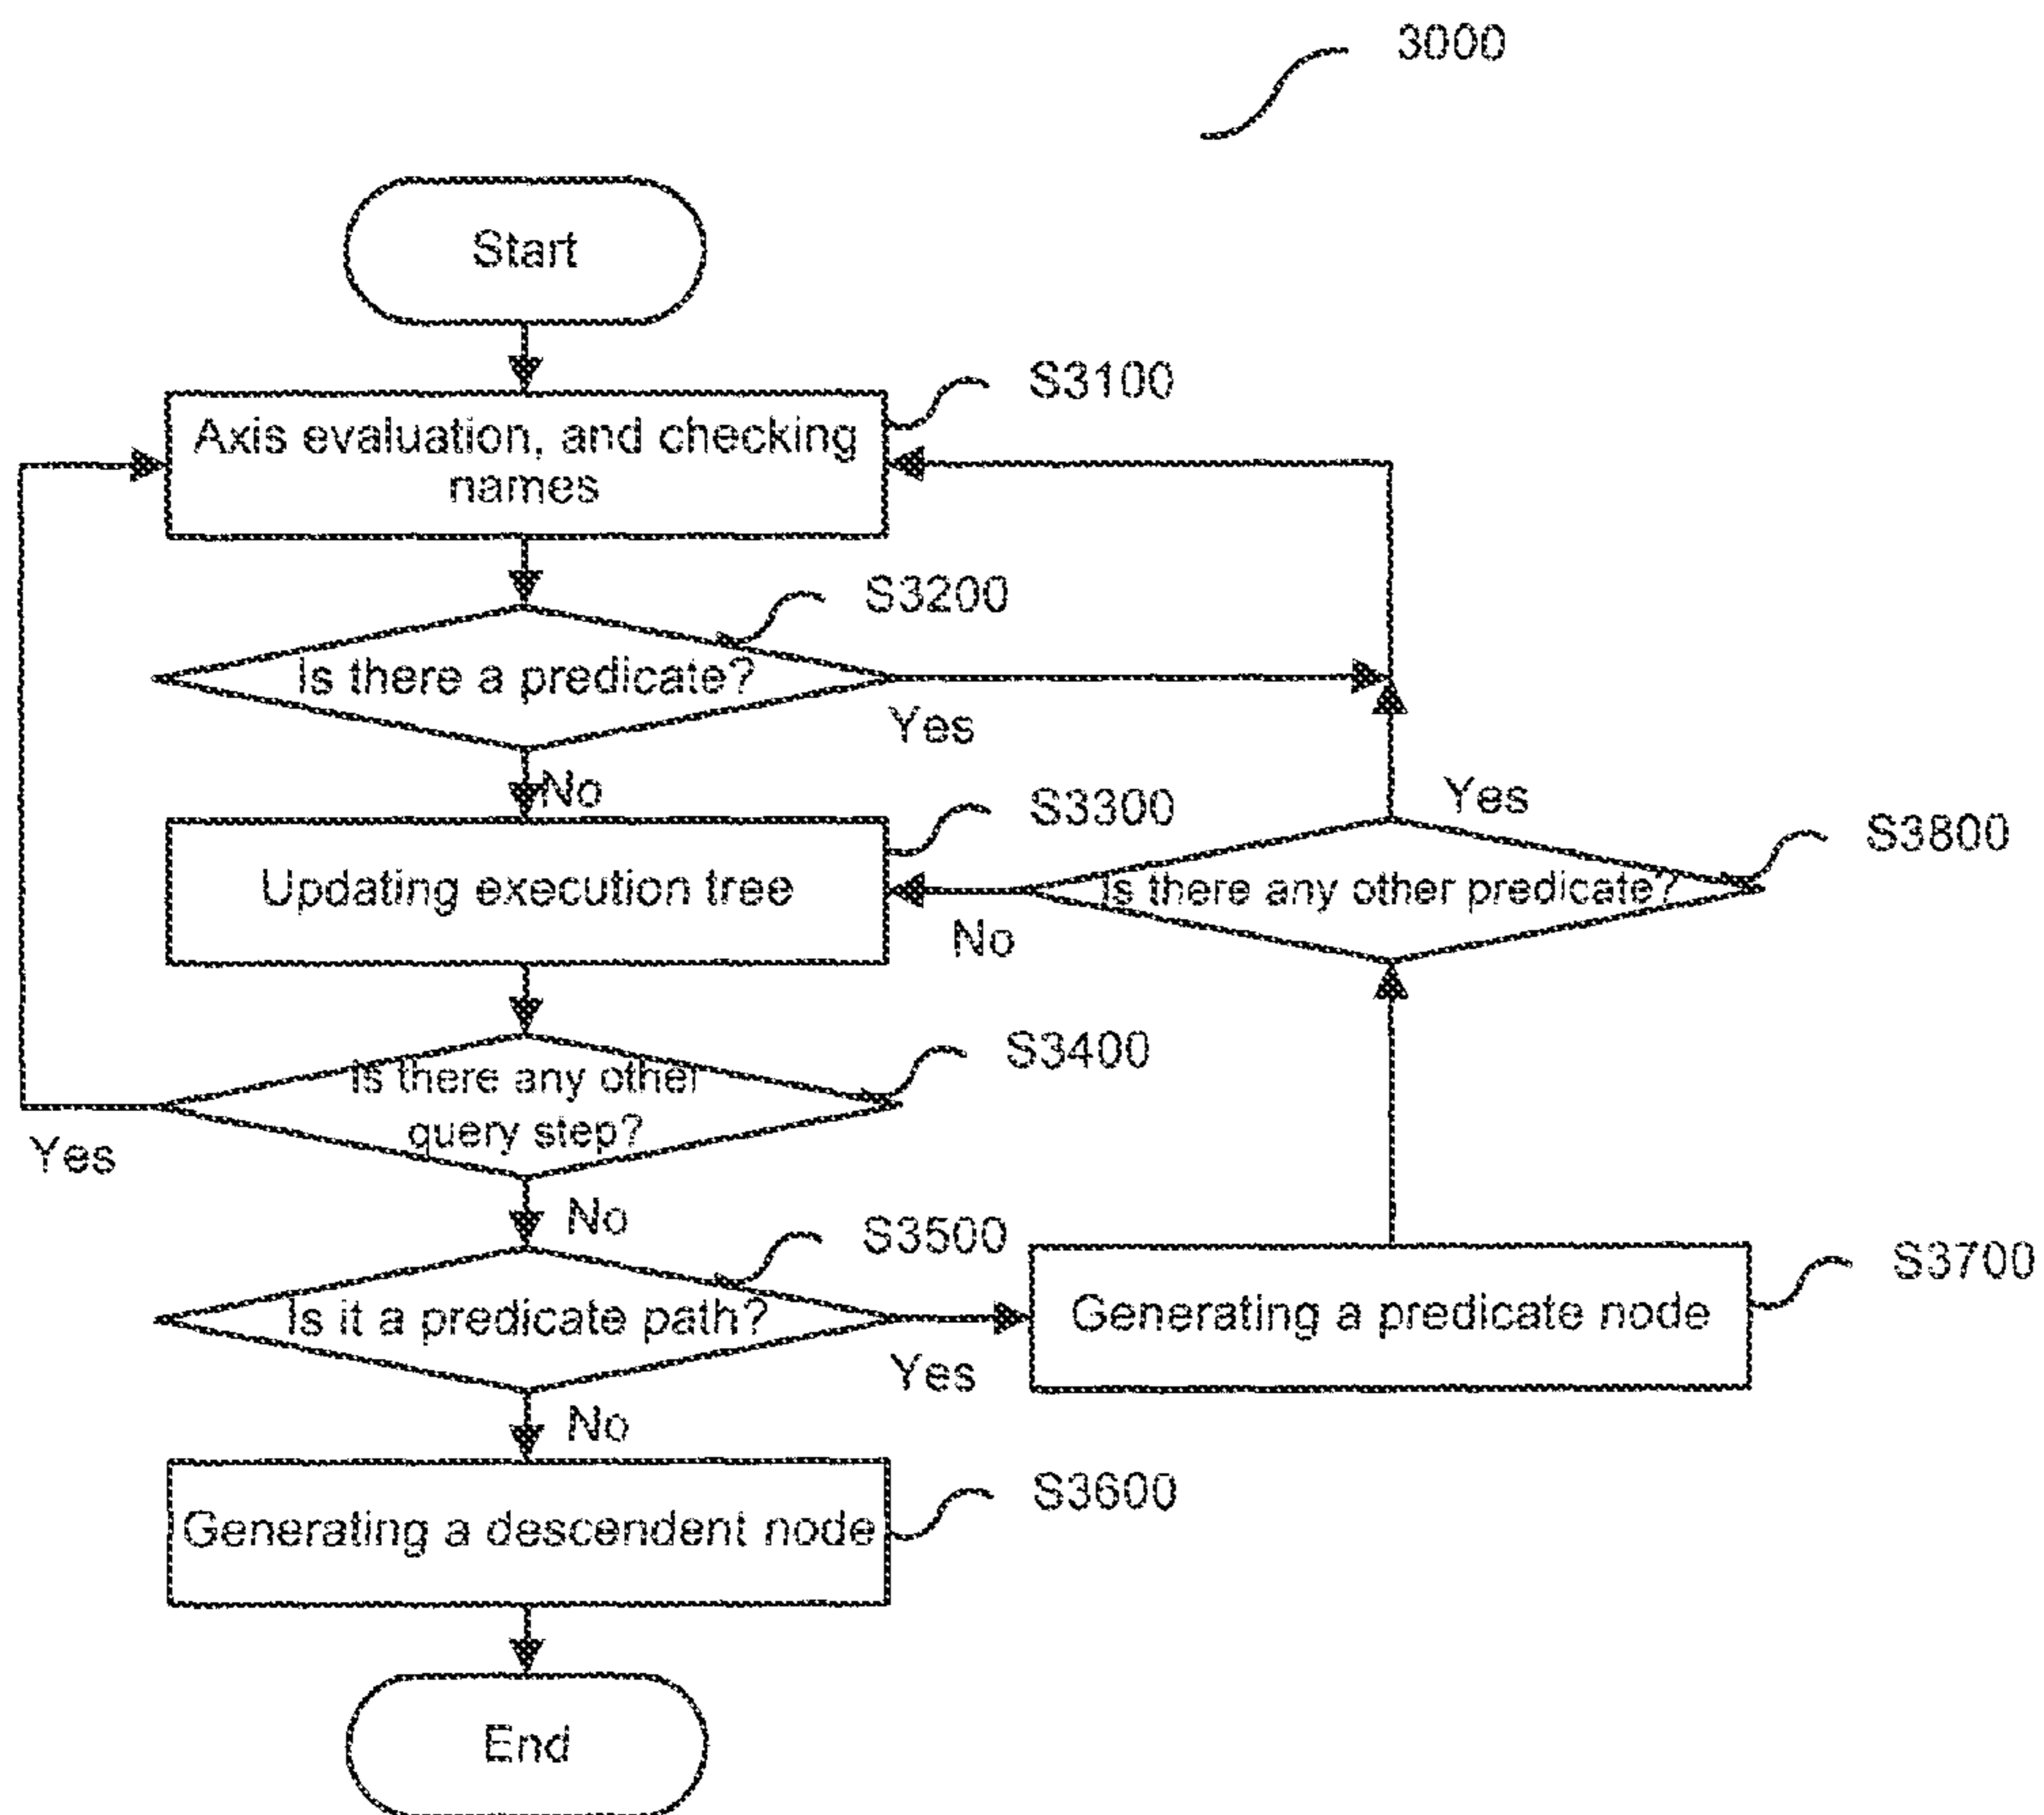 3000
Start
S3100
Axis evaluation, and checking
names
S3200
Is there a predicate?
Yes
No
S3300
Updating execution tree
Yes
S3800
Is there any other predicate?
No
S3400
Is there any other
query step?
Yes
No
S3500
Is it a predicate path?
Yes
S3700
Generating a predicate node
No
S3600
Generating a descendent node
End